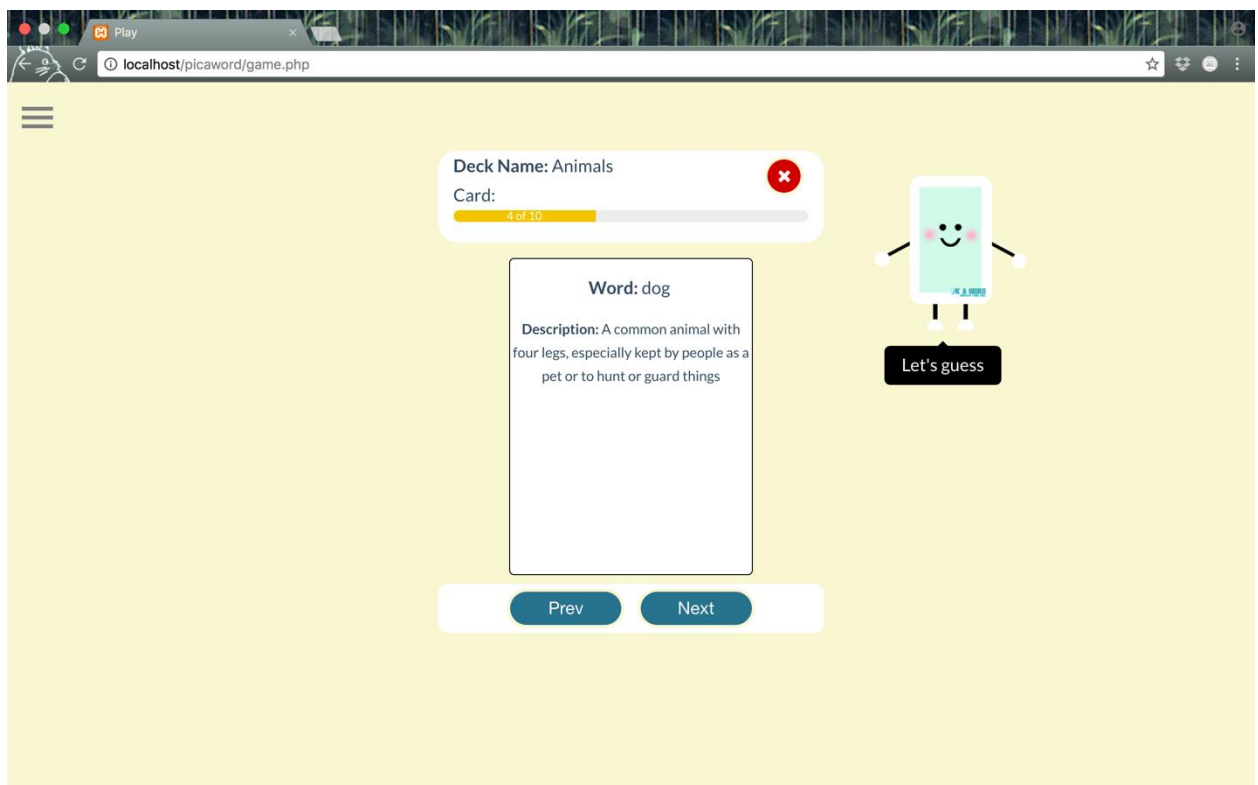 Play
localhost/picaword/game.php
Deck Name: Animals
Card:
4 of 10
Word: dog
Description: A common animal with
four legs, especially kept by people as a
pet or to hunt or guard things
Let's guess
Prev
Next